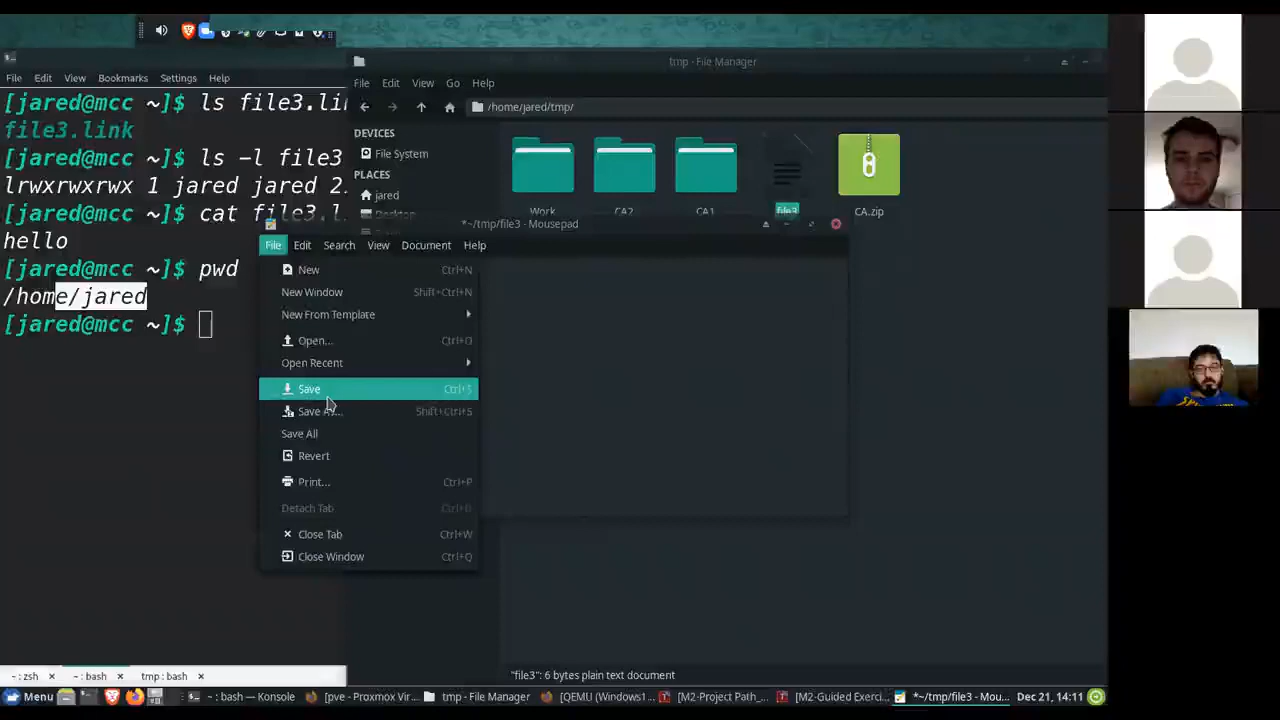 File Edit View Bookmarks Settings Help
[jared@mcc ~]$ ls file3.lin
file3.link
[jared@mcc ~]$ ls -l file3
lrwxrwxrwx 1 jared jared 2
[jared@mcc ~]$ cat file3.l
hello
[jared@mcc ~]$ pwd
/home/jared
[jared@mcc ~]$
~ : zsh
~ : bash
tmp : bash
tmp - File Manager
File Edit View Go Help
/home/jared/tmp/
DEVICES
File System
PLACES
jared
Desktop
Work
CA2
CA1
file3
CA.zip
"file3": 6 bytes plain text document
*~/tmp/file3 - Mousepad
File Edit Search View Document Help
New Ctrl+N
New Window Shift+Ctrl+N
New From Template
Open... Ctrl+O
Open Recent
Save Ctrl+S
Save As... Shift+Ctrl+S
Save All
Revert
Print... Ctrl+P
Detach Tab Ctrl+D
Close Tab Ctrl+W
Close Window Ctrl+Q
Menu
~ : bash — Konsole
[pve - Proxmox Vir...
tmp - File Manager
[QEMU (Windows1...
[M2-Project Path_...
[M2-Guided Exerci...
*~/tmp/file3 - Mou...
Dec 21, 14:11